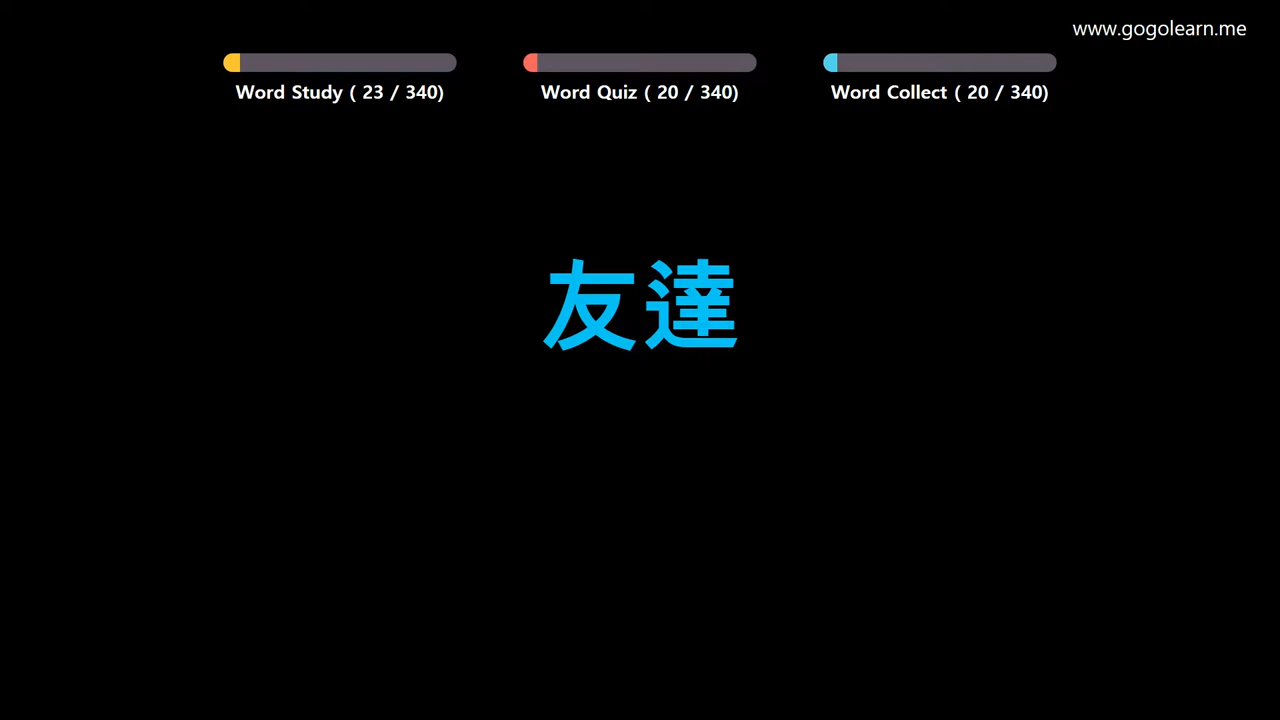 www.gogolearn.me
Word Study ( 23 / 340)
Word Quiz ( 20 / 340)
Word Collect ( 20 / 340)
友達